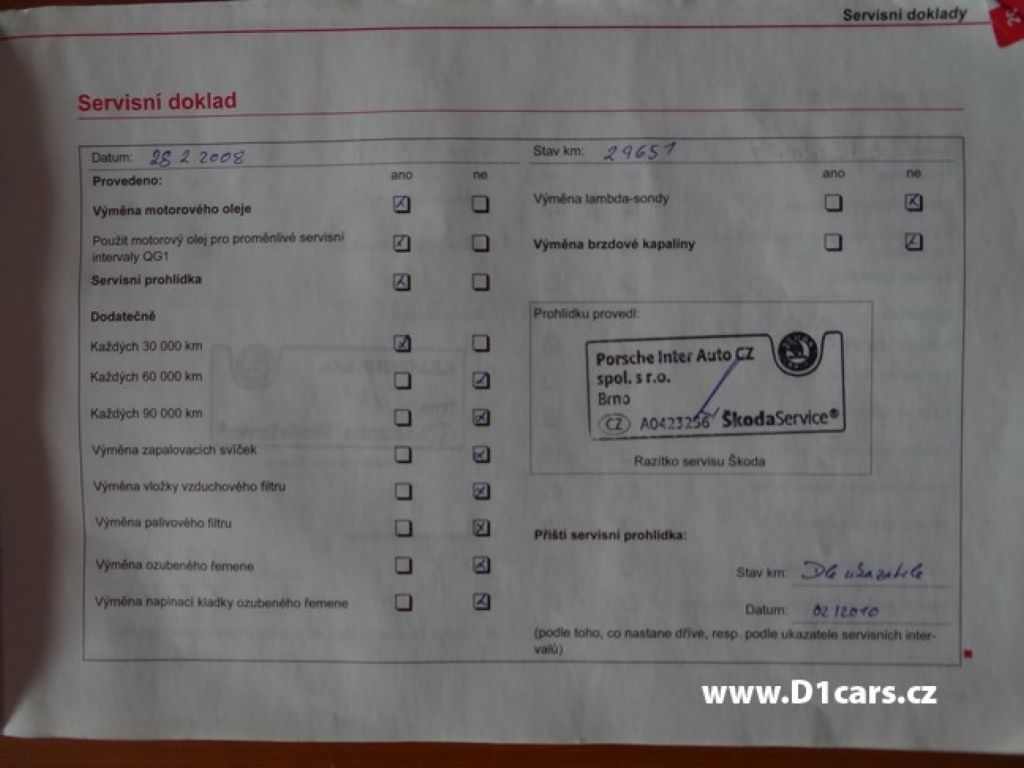 Servisní doklady
Servisní doklad
Datum: 28 2.2008
Stav km: 29651
Provedeno:
ano ne
ano ne
Výměna motorového oleje
Použit motorový olej pro proměnlivé servisní
intervaly QG1
Servisní prohlídka
Dodatečně
Každých 30 000 km
Každých 60 000 km
Každých 90 000 km
Výměna zapalovacích svíček
Výměna vložky vzduchového filtru
Výměna palivového filtru
Výměna ozubeného řemene
Výměna napínací kladky ozubeného řemene
Výměna lambda-sondy
Výměna brzdové kapaliny
Prohlídku provedl:
Porsche Inter Auto CZ
spol. s r.o.
Brno
CZ A0423256 ŠkodaService®
Razítko servisu Škoda
Příští servisní prohlídka:
Stav km: Dle ukazatele
Datum: 02/2010
(podle toho, co nastane dříve, resp. podle ukazatele servisních inter-
valů)
www.D1cars.cz